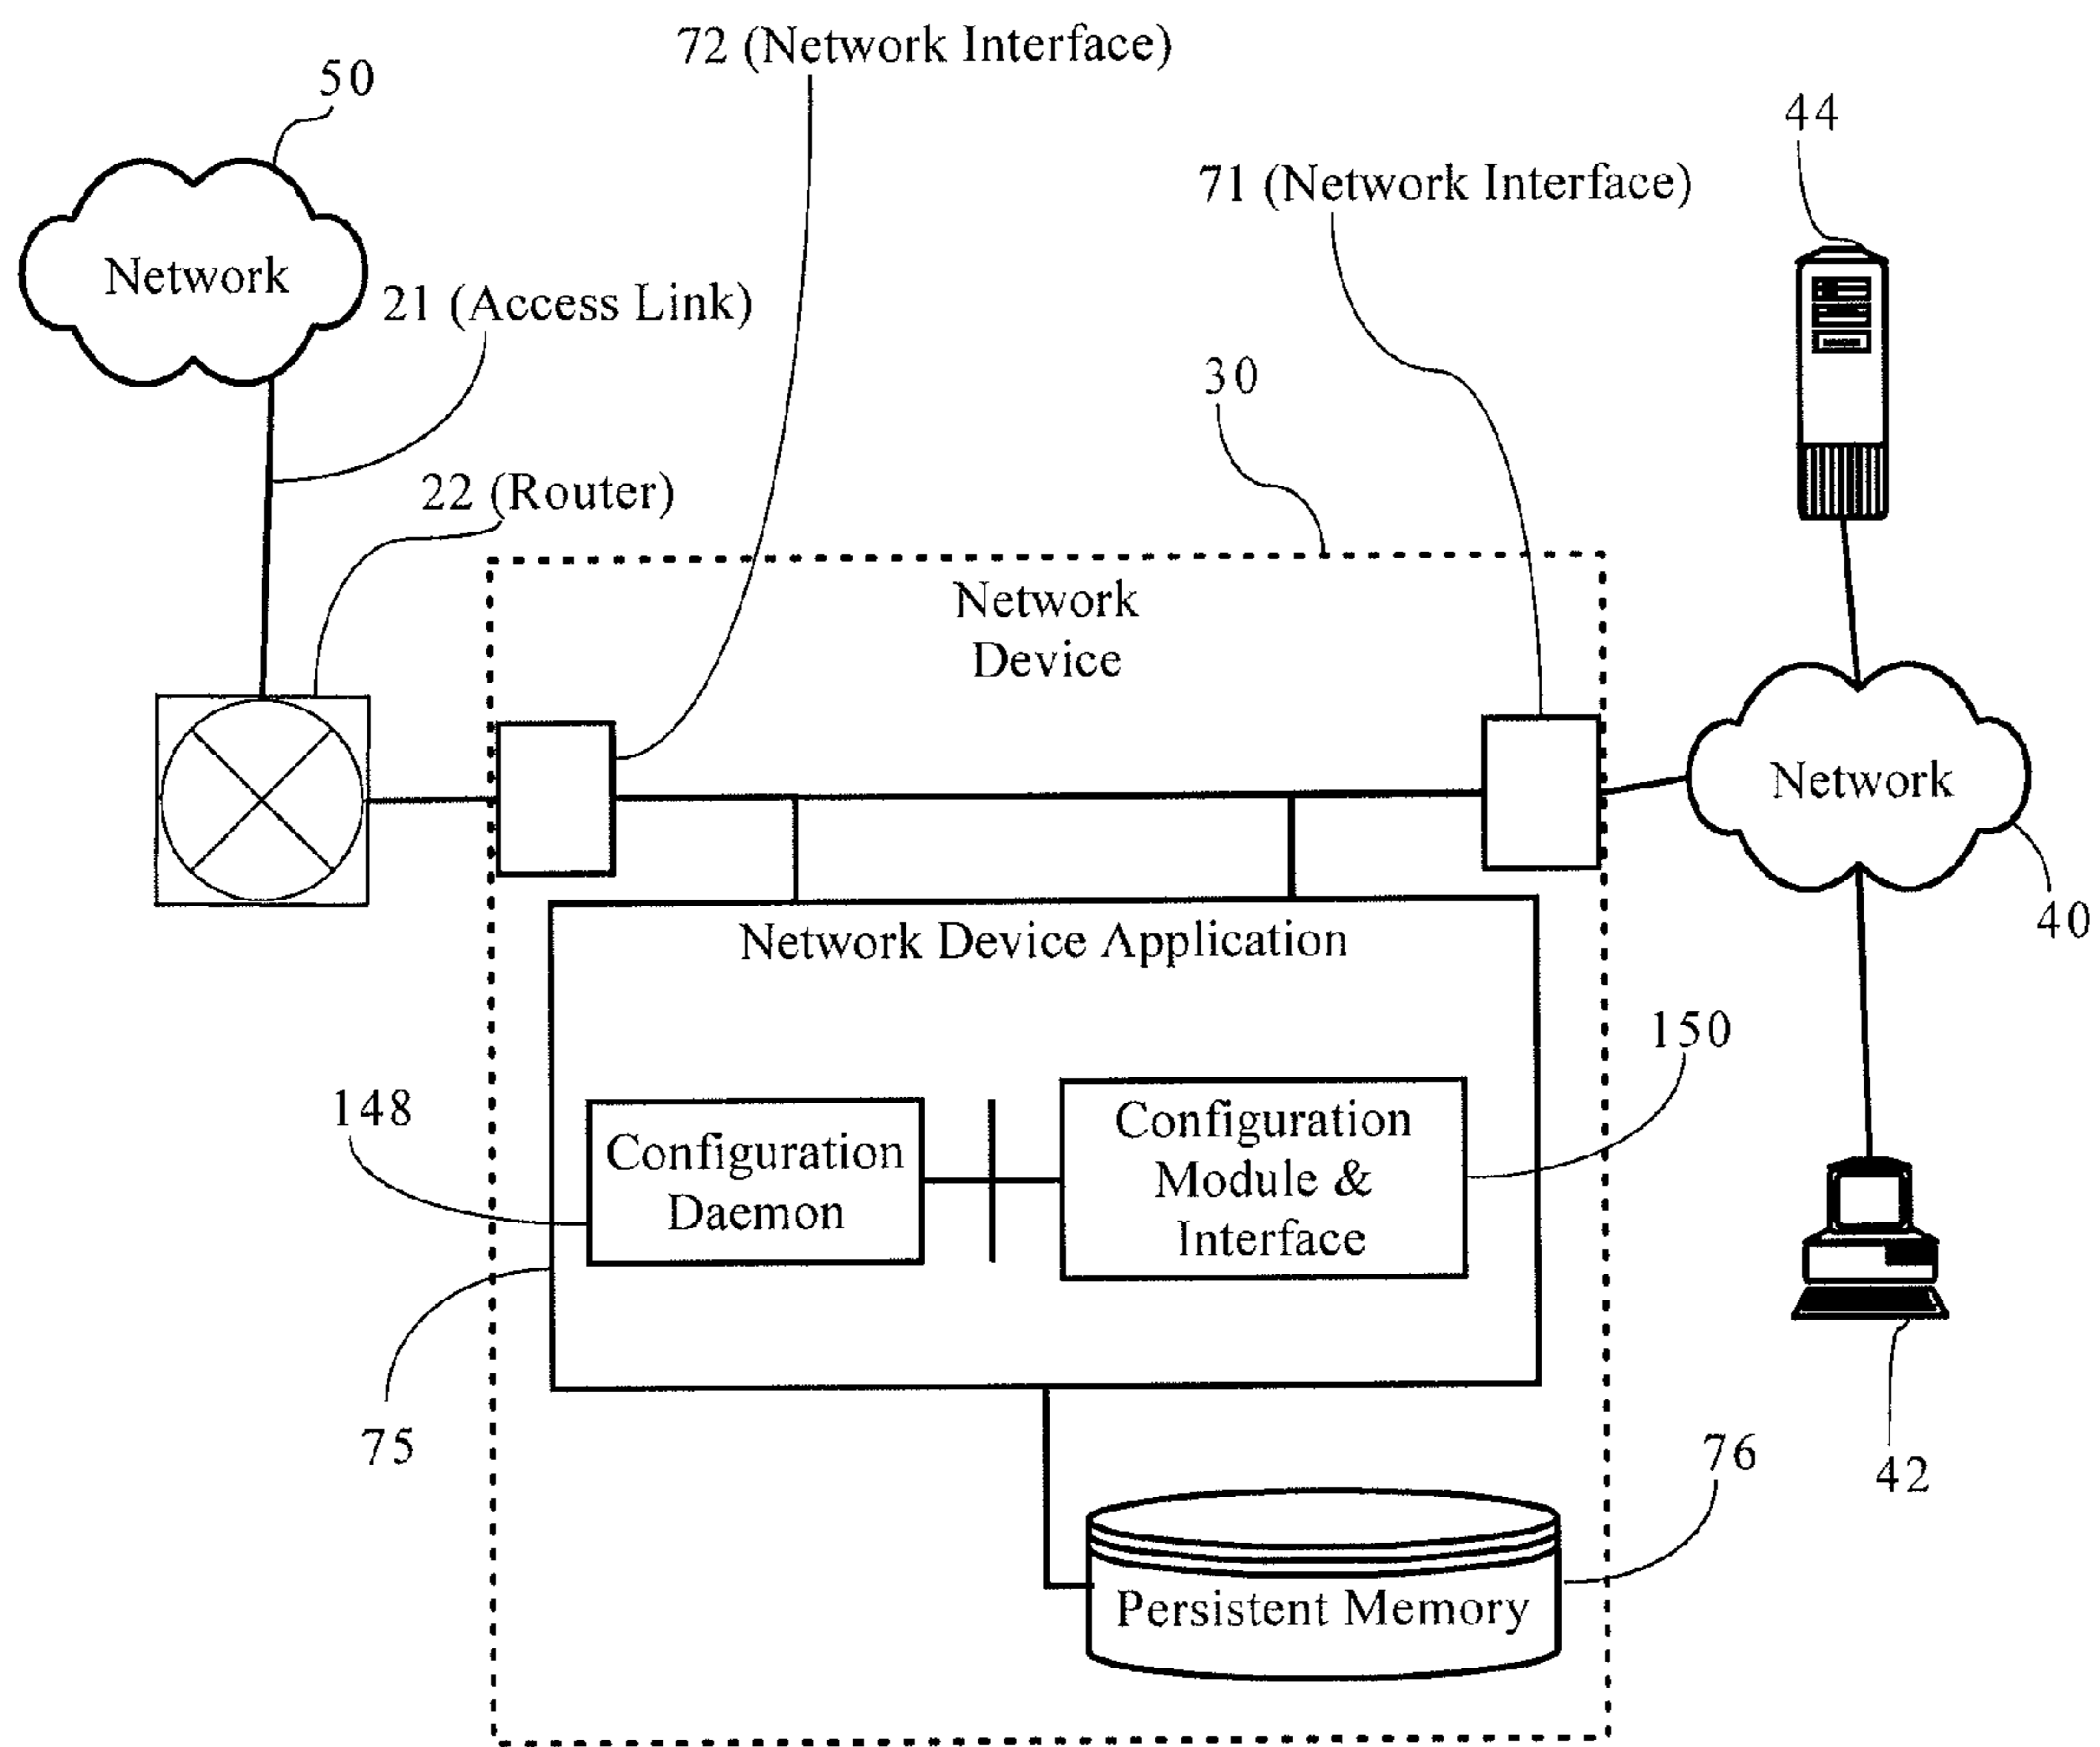 72 (Network Interface)
50
44
71 (Network Interface)
Network
21 (Access Link)
30
22 (Router)
Network
Device
Network
40
Network Device Application
150
148
Configuration
Daemon
Configuration
Module &
Interface
75
76
42
Persistent Memory